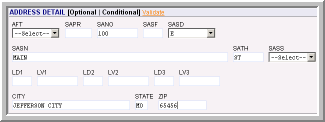 ADDRESS DETAIL [Optional | Conditional] Validate
AFT SAPR SANO SASF SASD
--Select-- 100 E
SASN SATH SASS
MAIN ST --Select--
LD1 LV1 LD2 LV2 LD3 LV3
CITY STATE ZIP
JEFFERSON CITY MO 65456